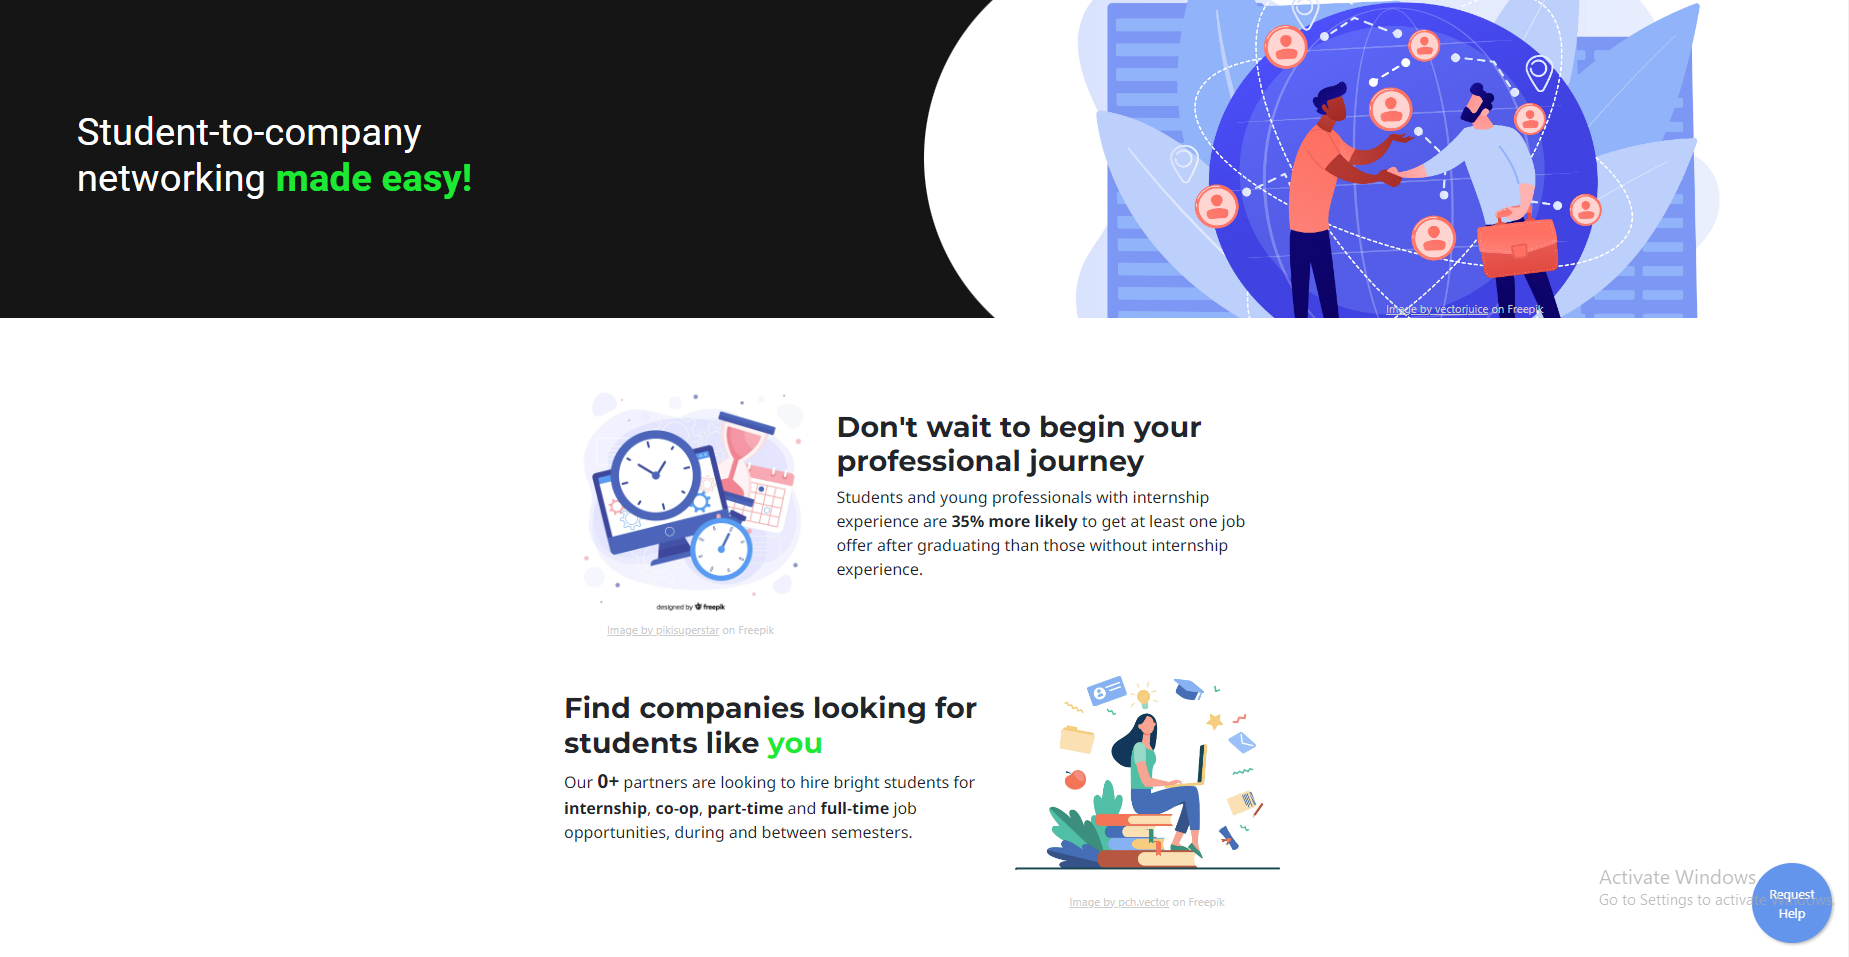 Student-to-company
networking made easy!
Image by vectorjuice on Freepik
Don't wait to begin your
professional journey
Students and young professionals with internship
experience are 35% more likely to get at least one job
offer after graduating than those without internship
experience.
designed by freepik
Image by pikisuperstar on Freepik
Find companies looking for
students like you
Our 0+ partners are looking to hire bright students for
internship, co-op, part-time and full-time job
opportunities, during and between semesters.
Image by pch.vector on Freepik
Activate Windows
Go to Settings to activate Windows.
Request
Help